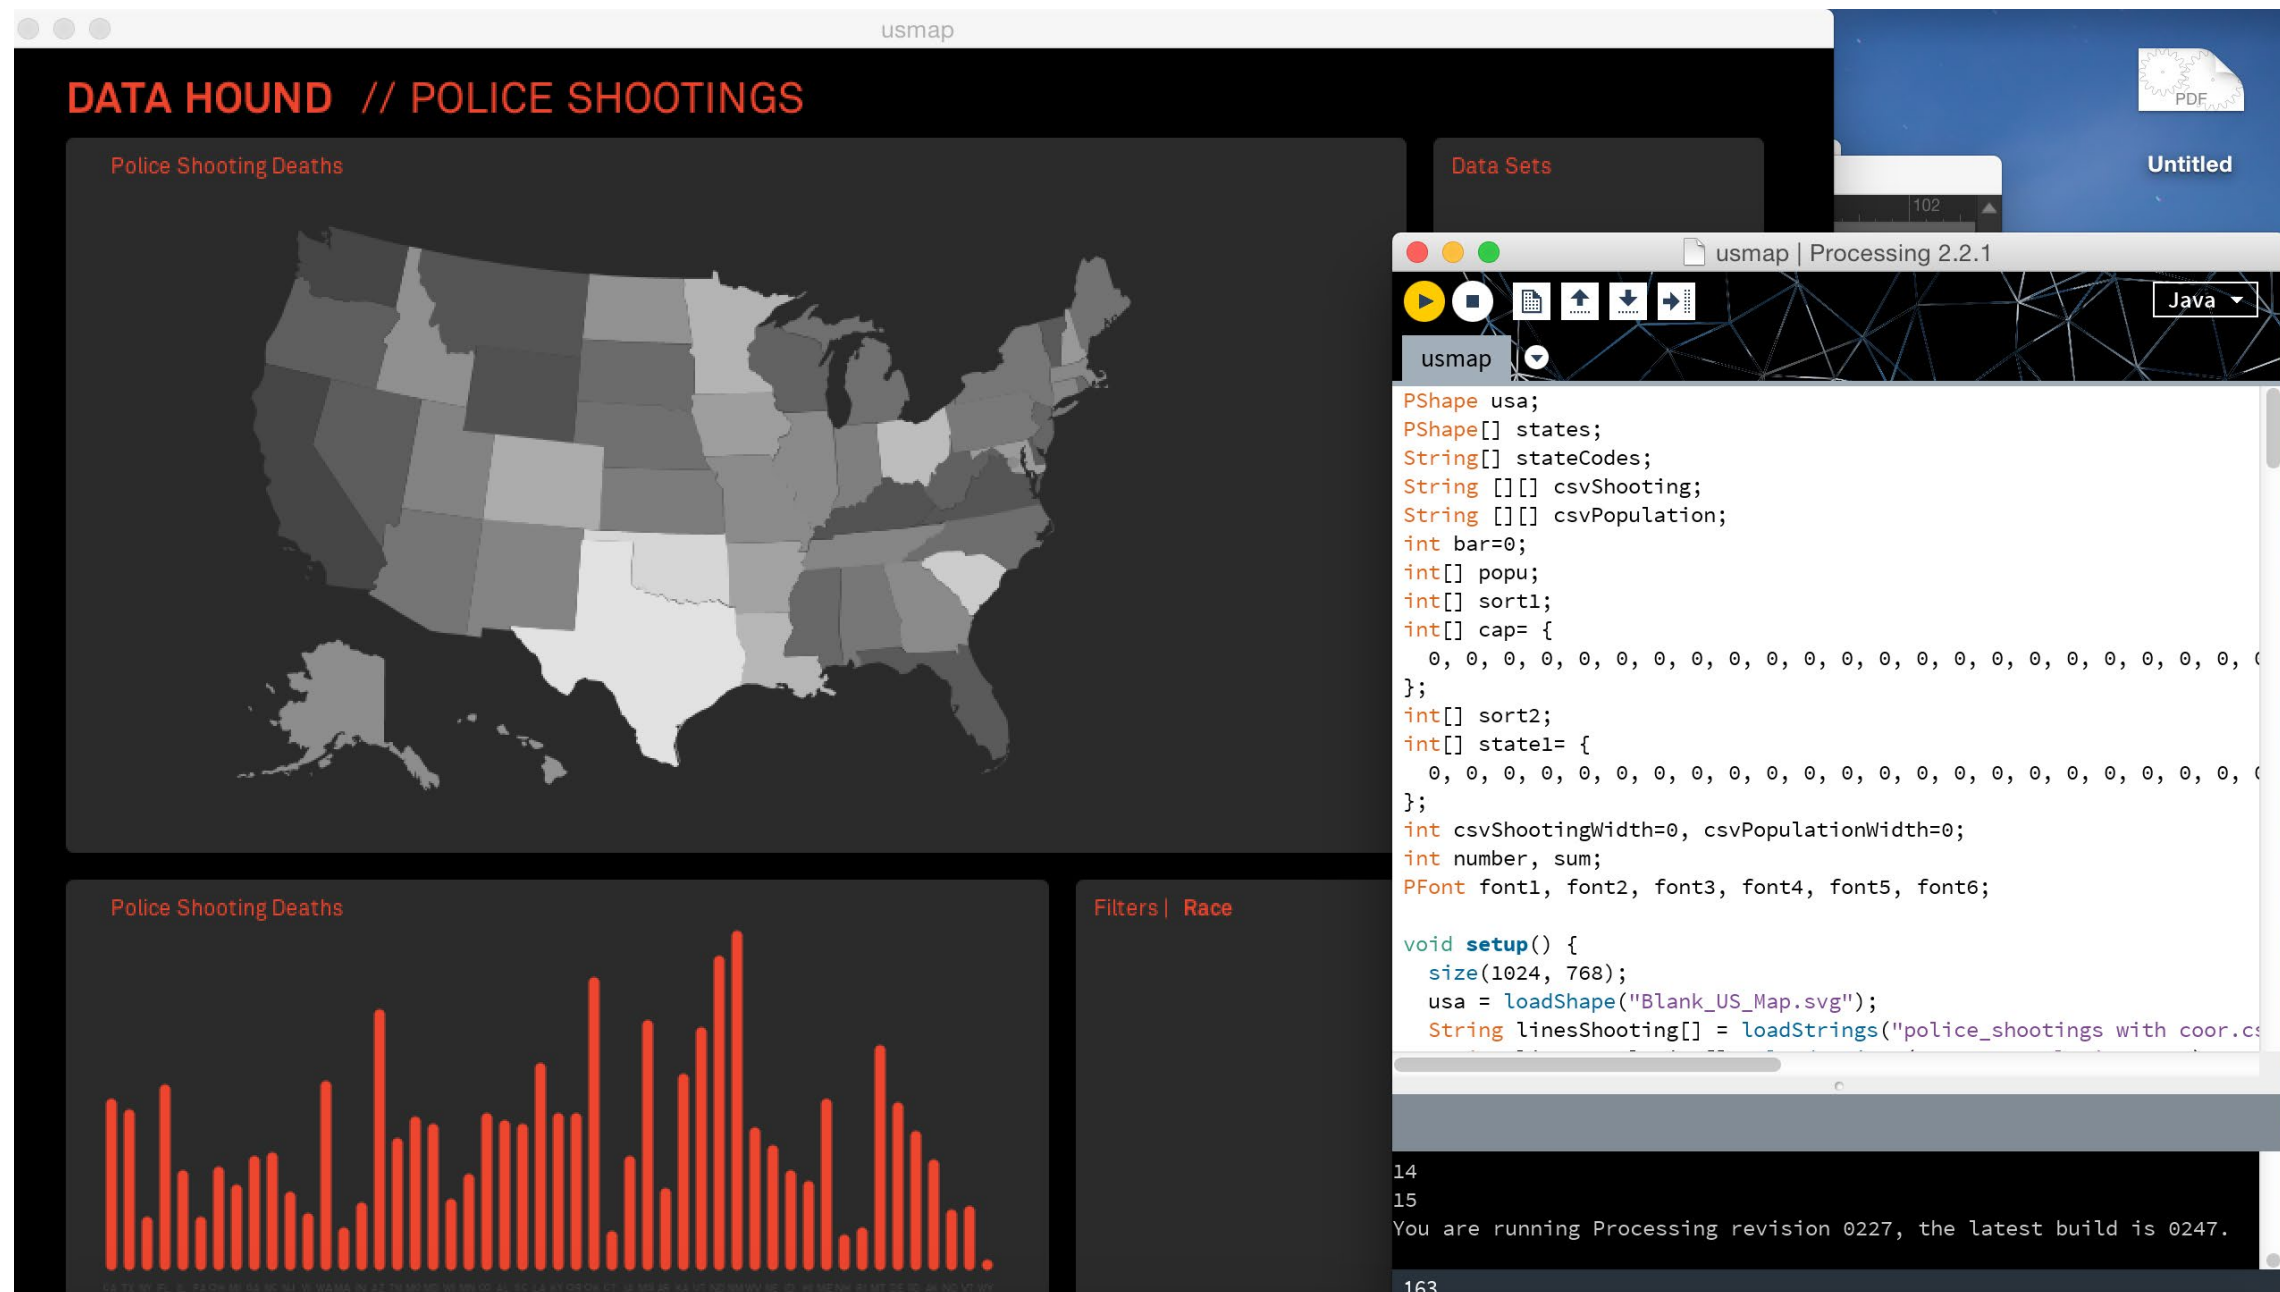 usmap
DATA HOUND // POLICE SHOOTINGS
Police Shooting Deaths
Data Sets
PDF
Untitled
102
usmap | Processing 2.2.1
Java
usmap
PShape usa;
PShape[] states;
String[] stateCodes;
String [][] csvShooting;
String [][] csvPopulation;
int bar=0;
int[] popu;
int[] sort1;
int[] cap= {
0, 0, 0, 0, 0, 0, 0, 0, 0, 0, 0, 0, 0, 0, 0, 0, 0, 0, 0, 0, 0, 0,
};
int[] sort2;
int[] state1= {
0, 0, 0, 0, 0, 0, 0, 0, 0, 0, 0, 0, 0, 0, 0, 0, 0, 0, 0, 0, 0, 0,
};
int csvShootingWidth=0, csvPopulationWidth=0;
int number, sum;
PFont font1, font2, font3, font4, font5, font6;
void setup() {
size(1024, 768);
usa = loadShape("Blank_US_Map.svg");
String linesShooting[] = loadStrings("police_shootings with coor.cs
Police Shooting Deaths
Filters | Race
14
15
You are running Processing revision 0227, the latest build is 0247.
163